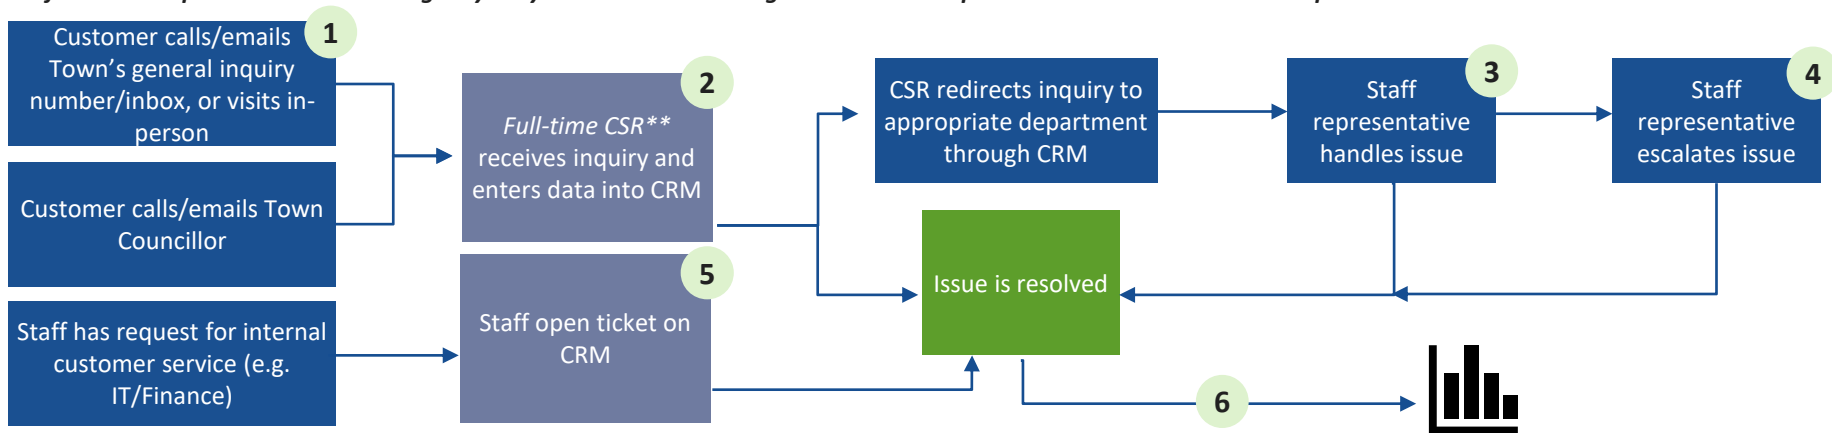 Customer calls/emails
Town’s general inquiry
number/inbox, or visits in-
person
1
Customer calls/emails Town
Councillor
Staff has request for internal
customer service (e.g.
IT/Finance)
2
Full-time CSR**
receives inquiry and
enters data into CRM
5
Staff open ticket on
CRM
CSR redirects inquiry to
appropriate department
through CRM
Issue is resolved
3
Staff
representative
handles issue
4
Staff
representative
escalates issue
6